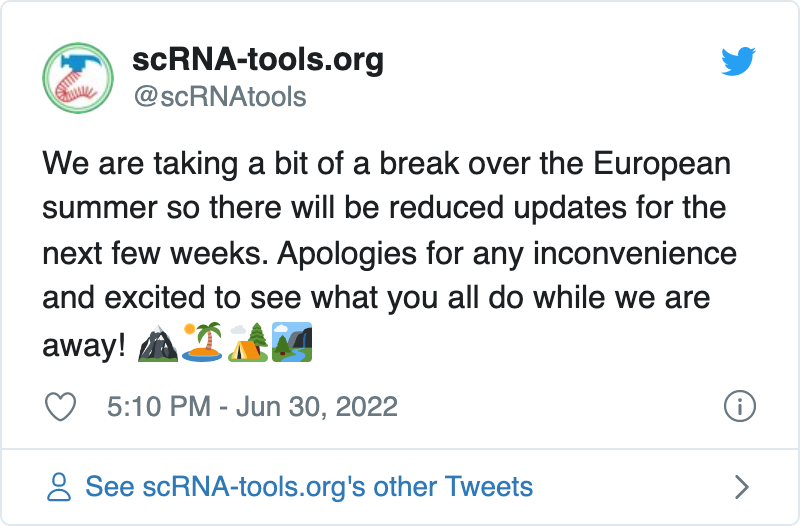 scRNA-tools.org
@scRNAtools
We are taking a bit of a break over the European
summer so there will be reduced updates for the
next few weeks. Apologies for any inconvenience
and excited to see what you all do while we are
away! ⛰️🏝️🏕️🏞️
5:10 PM - Jun 30, 2022
See scRNA-tools.org's other Tweets